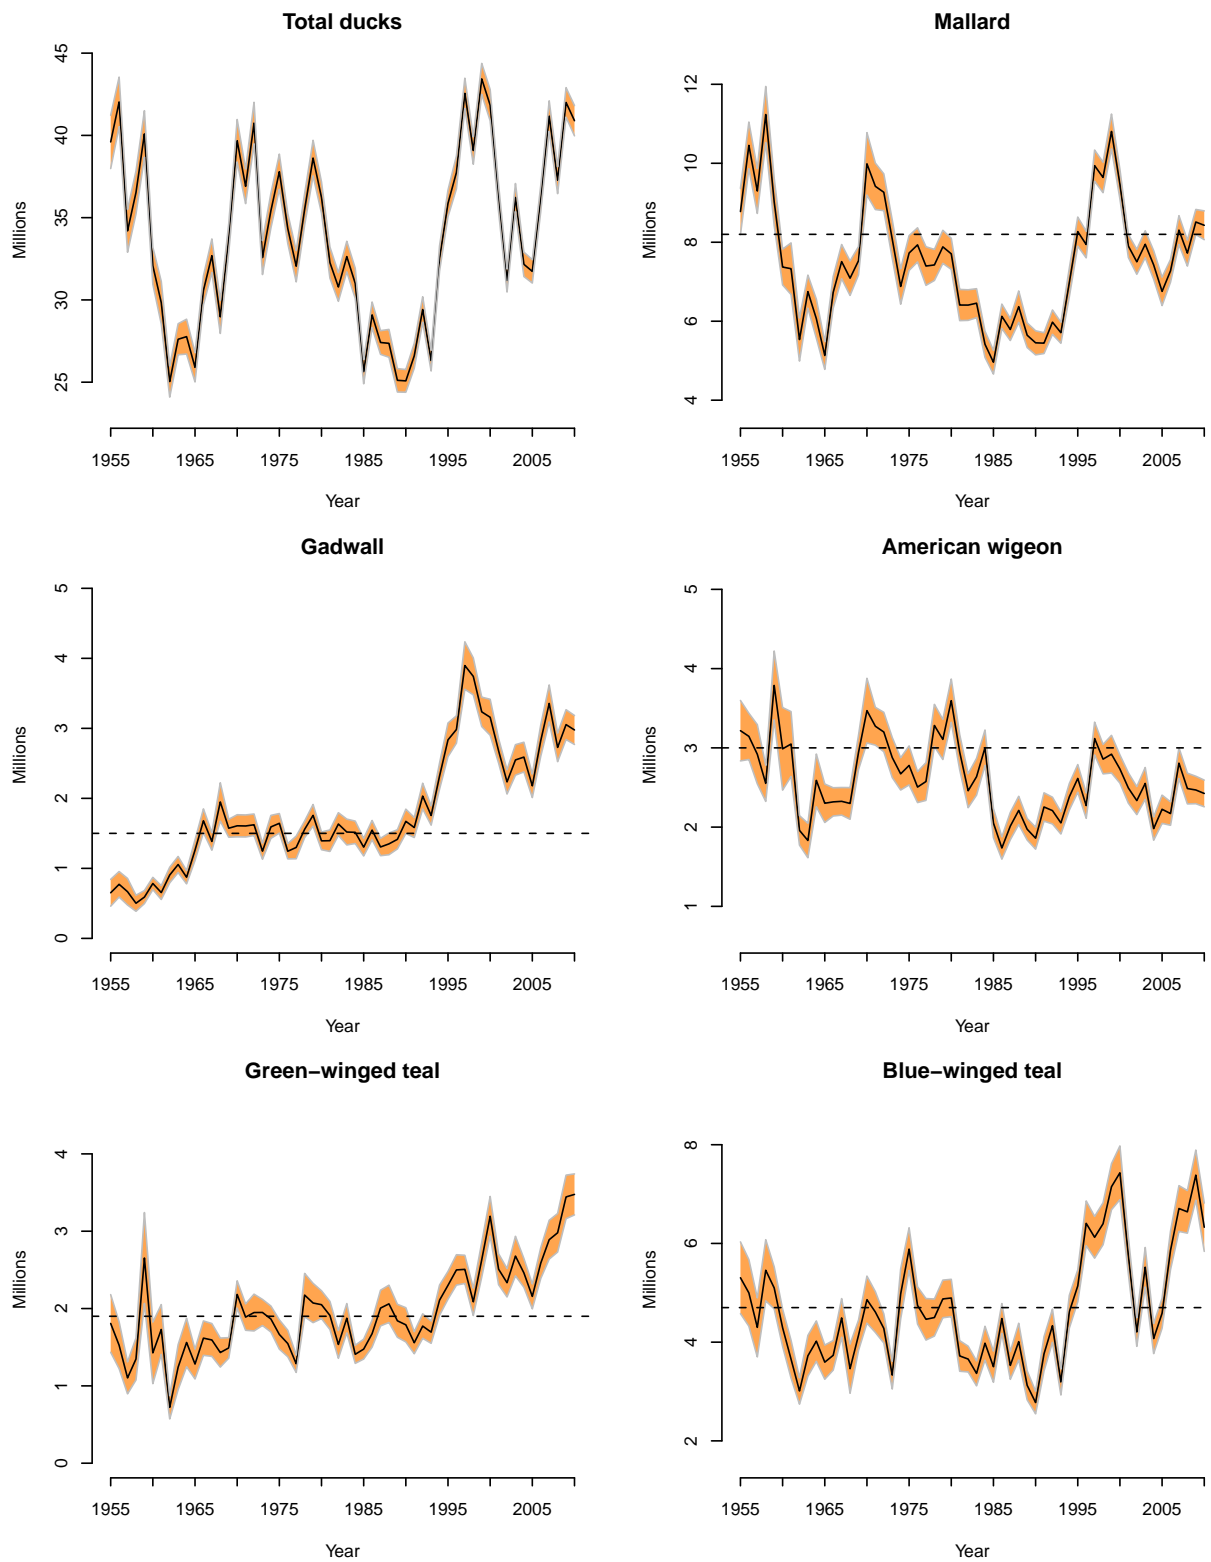 Total ducks
Millions
45
40
35
30
25
1955 1965 1975 1985 1995 2005
Year
Mallard
Millions
12
10
8
6
4
1955 1965 1975 1985 1995 2005
Year
Gadwall
Millions
5
4
3
2
1
0
1955 1965 1975 1985 1995 2005
Year
American wigeon
Millions
5
4
3
2
1
1955 1965 1975 1985 1995 2005
Year
Green−winged teal
Millions
4
3
2
1
0
1955 1965 1975 1985 1995 2005
Year
Blue−winged teal
Millions
8
6
4
2
1955 1965 1975 1985 1995 2005
Year